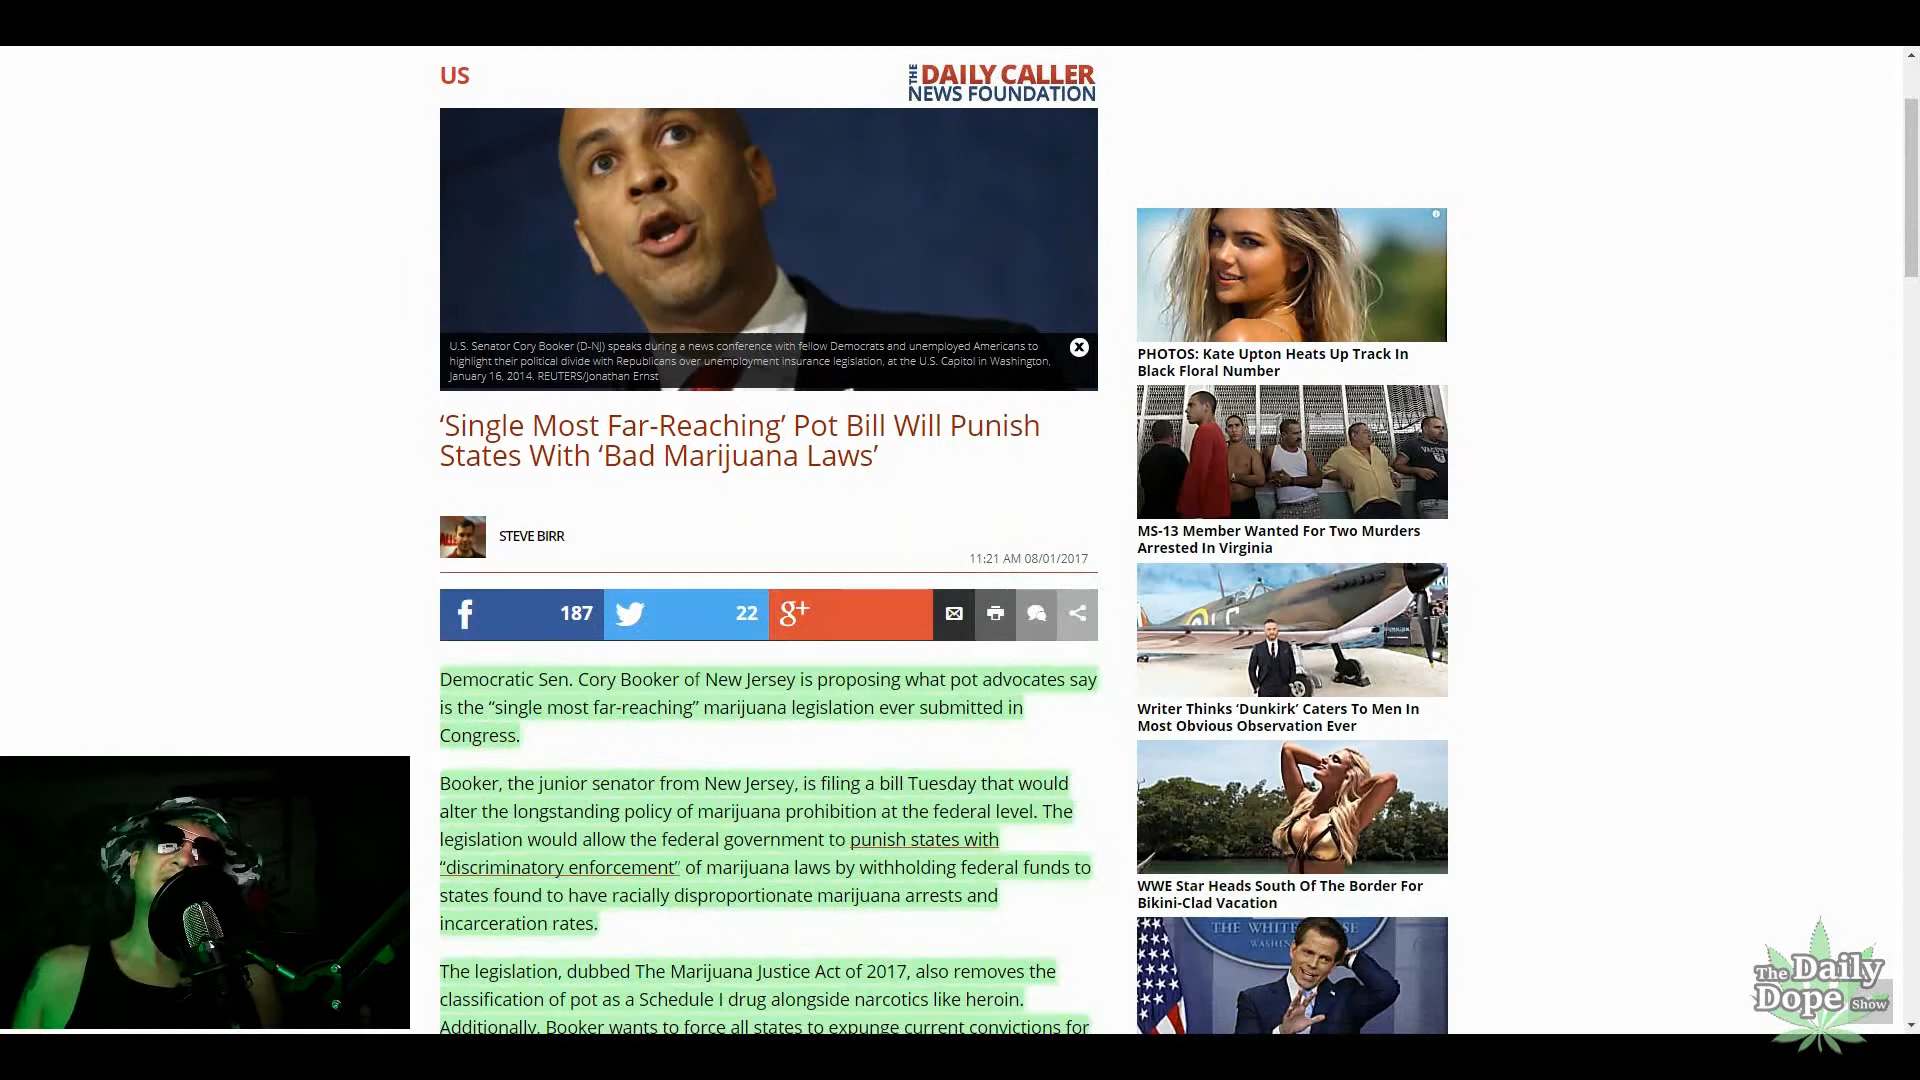 US
THE DAILY CALLER
NEWS FOUNDATION
U.S. Senator Cory Booker (D-NJ) speaks during a news conference with fellow Democrats and unemployed Americans to
highlight their political divide with Republicans over unemployment insurance legislation, at the U.S. Capitol in Washington,
January 16, 2014. REUTERS/Jonathan Ernst
‘Single Most Far-Reaching’ Pot Bill Will Punish
States With ‘Bad Marijuana Laws’
STEVE BIRR
11:21 AM 08/01/2017
187
22
g+
Democratic Sen. Cory Booker of New Jersey is proposing what pot advocates say
is the “single most far-reaching” marijuana legislation ever submitted in
Congress.
Booker, the junior senator from New Jersey, is filing a bill Tuesday that would
alter the longstanding policy of marijuana prohibition at the federal level. The
legislation would allow the federal government to punish states with
“discriminatory enforcement” of marijuana laws by withholding federal funds to
states found to have racially disproportionate marijuana arrests and
incarceration rates.
The legislation, dubbed The Marijuana Justice Act of 2017, also removes the
classification of pot as a Schedule I drug alongside narcotics like heroin.
Additionally, Booker wants to force all states to expunge current convictions for
PHOTOS: Kate Upton Heats Up Track In
Black Floral Number
MS-13 Member Wanted For Two Murders
Arrested In Virginia
Writer Thinks ‘Dunkirk’ Caters To Men In
Most Obvious Observation Ever
WWE Star Heads South Of The Border For
Bikini-Clad Vacation
THE WHITE HOUSE
The Daily
Dope Show